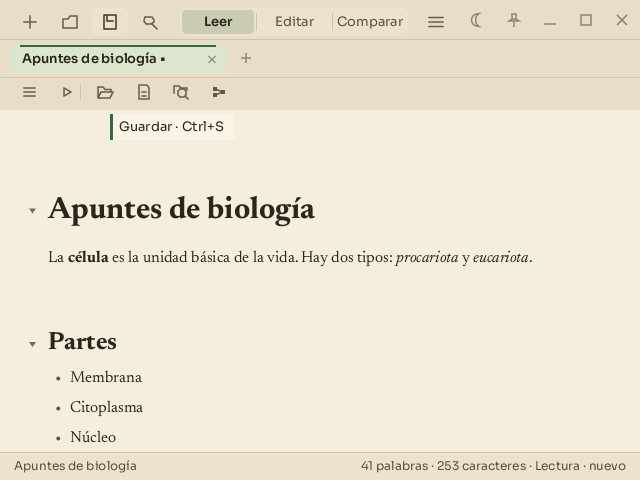 Leer
Editar
Comparar
Apuntes de biología •
Guardar · Ctrl+S
Apuntes de biología
La célula es la unidad básica de la vida. Hay dos tipos: procariota y eucariota.
Partes
• Membrana
• Citoplasma
• Núcleo
Apuntes de biología
41 palabras · 253 caracteres · Lectura · nuevo